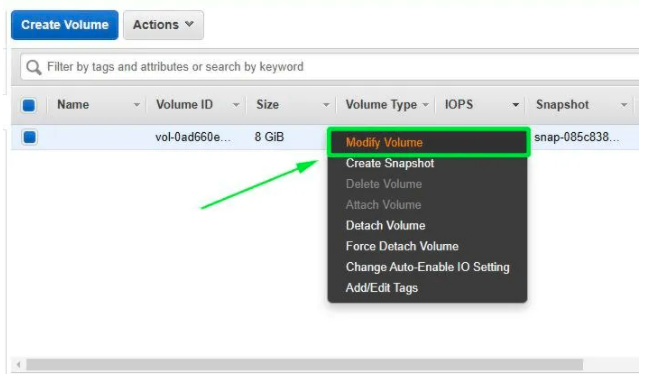 Create Volume Actions
Filter by tags and attributes or search by keyword
Name Volume ID Size Volume Type IOPS Snapshot
vol-0ad660e... 8 GiB snap-085c838...
Modify Volume
Create Snapshot
Delete Volume
Attach Volume
Detach Volume
Force Detach Volume
Change Auto-Enable IO Setting
Add/Edit Tags